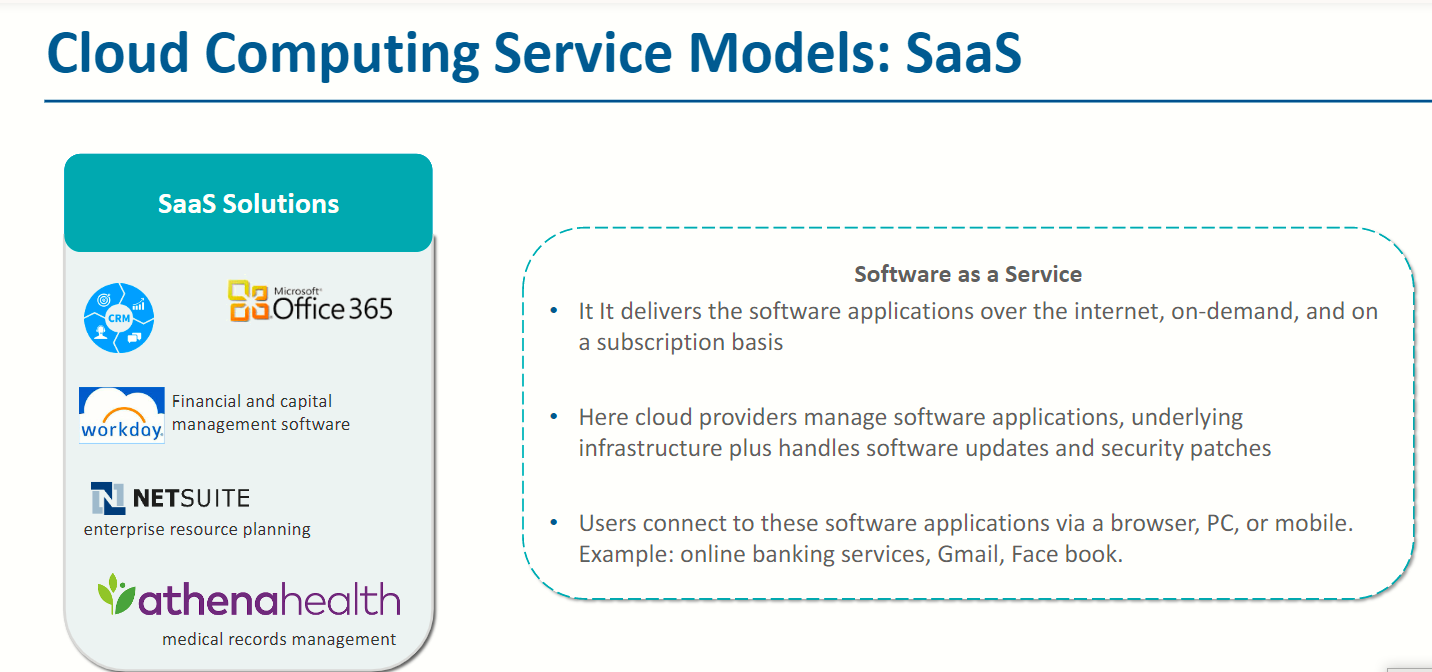 Cloud Computing Service Models: SaaS
SaaS Solutions
CRM
Microsoft®
Office 365
workday.
Financial and capital
management software
NETSUITE
enterprise resource planning
athenahealth
medical records management
Software as a Service
• It It delivers the software applications over the internet, on-demand, and on
a subscription basis
• Here cloud providers manage software applications, underlying
infrastructure plus handles software updates and security patches
• Users connect to these software applications via a browser, PC, or mobile.
Example: online banking services, Gmail, Face book.